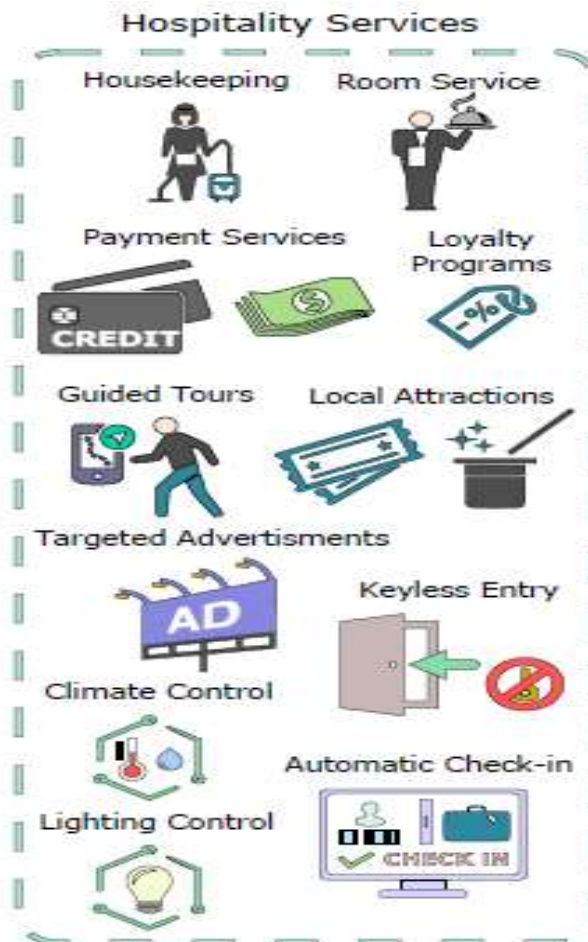 Hospitality Services
Housekeeping
Room Service
Payment Services
Loyalty
Programs
CREDIT
$
-%
Guided Tours
Local Attractions
Targeted Advertisments
AD
Keyless Entry
Climate Control
Automatic Check-in
Lighting Control
CHECK IN